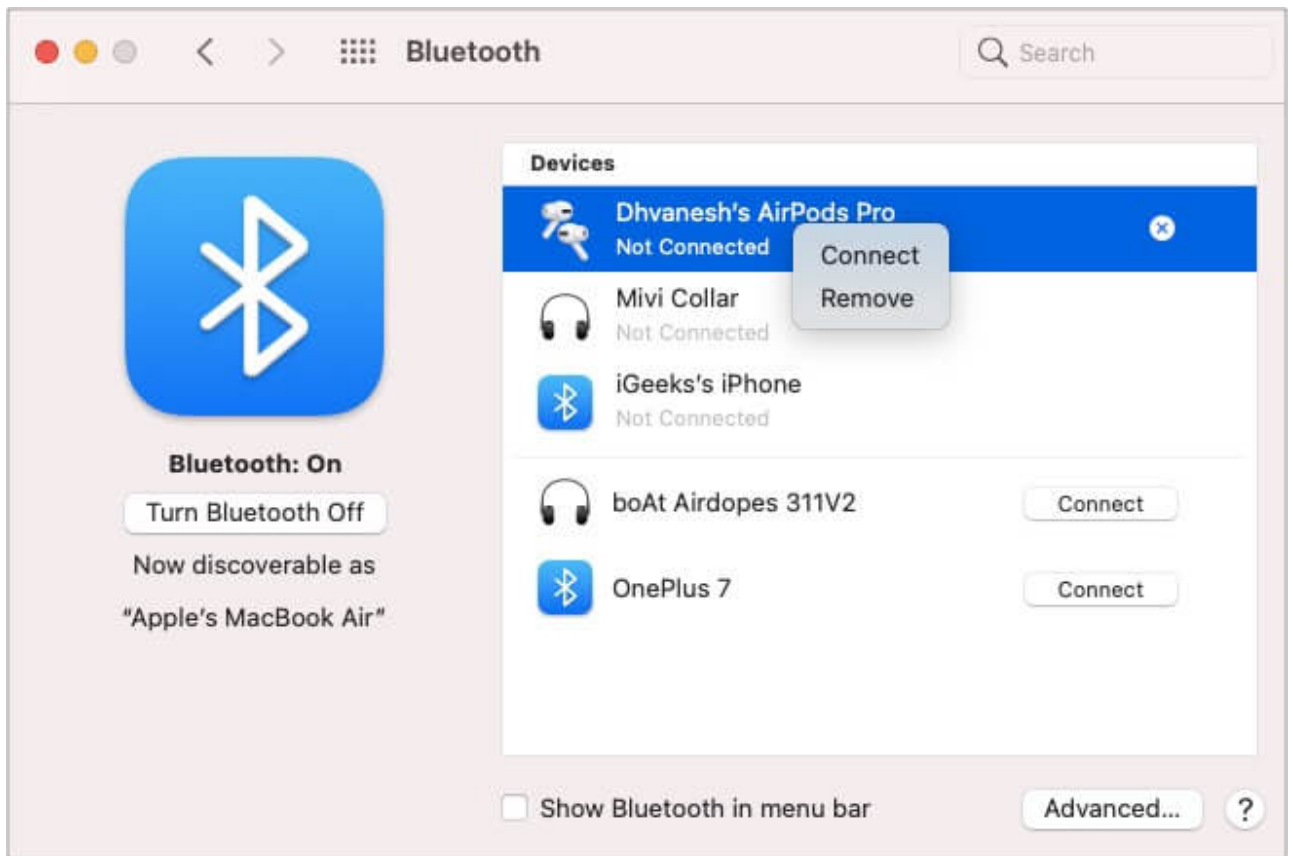 Bluetooth
Search
Bluetooth: On
Turn Bluetooth Off
Now discoverable as
“Apple’s MacBook Air”
Devices
Dhvanesh’s AirPods Pro
Not Connected
Connect
Remove
Mivi Collar
Not Connected
iGeeks’s iPhone
Not Connected
boAt Airdopes 311V2
Connect
OnePlus 7
Connect
Show Bluetooth in menu bar
Advanced...
?